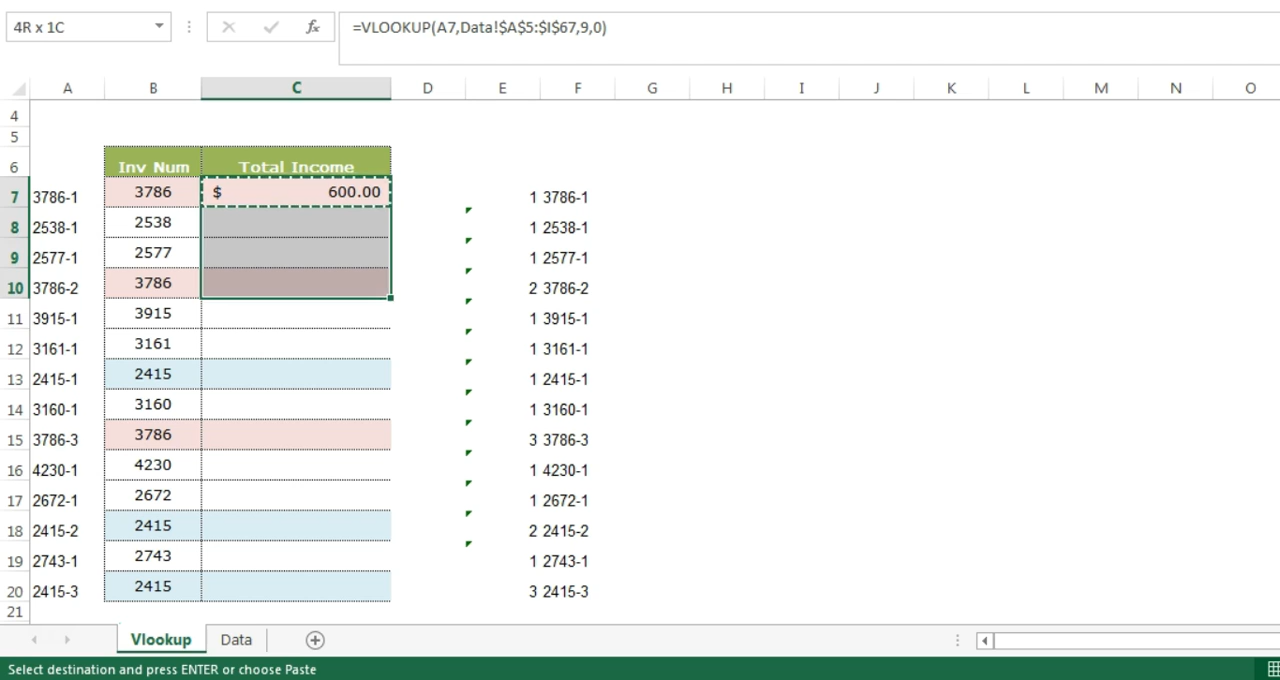 4R x 1C fx =VLOOKUP(A7,Data!$A$5:$I$67,9,0)
A B C D E F G H I J K L M N O
4
5
6 Inv Num Total Income
7 3786-1 3786 $ 600.00 1 3786-1
8 2538-1 2538 1 2538-1
9 2577-1 2577 1 2577-1
10 3786-2 3786 2 3786-2
11 3915-1 3915 1 3915-1
12 3161-1 3161 1 3161-1
13 2415-1 2415 1 2415-1
14 3160-1 3160 1 3160-1
15 3786-3 3786 3 3786-3
16 4230-1 4230 1 4230-1
17 2672-1 2672 1 2672-1
18 2415-2 2415 2 2415-2
19 2743-1 2743 1 2743-1
20 2415-3 2415 3 2415-3
21
Vlookup Data
Select destination and press ENTER or choose Paste